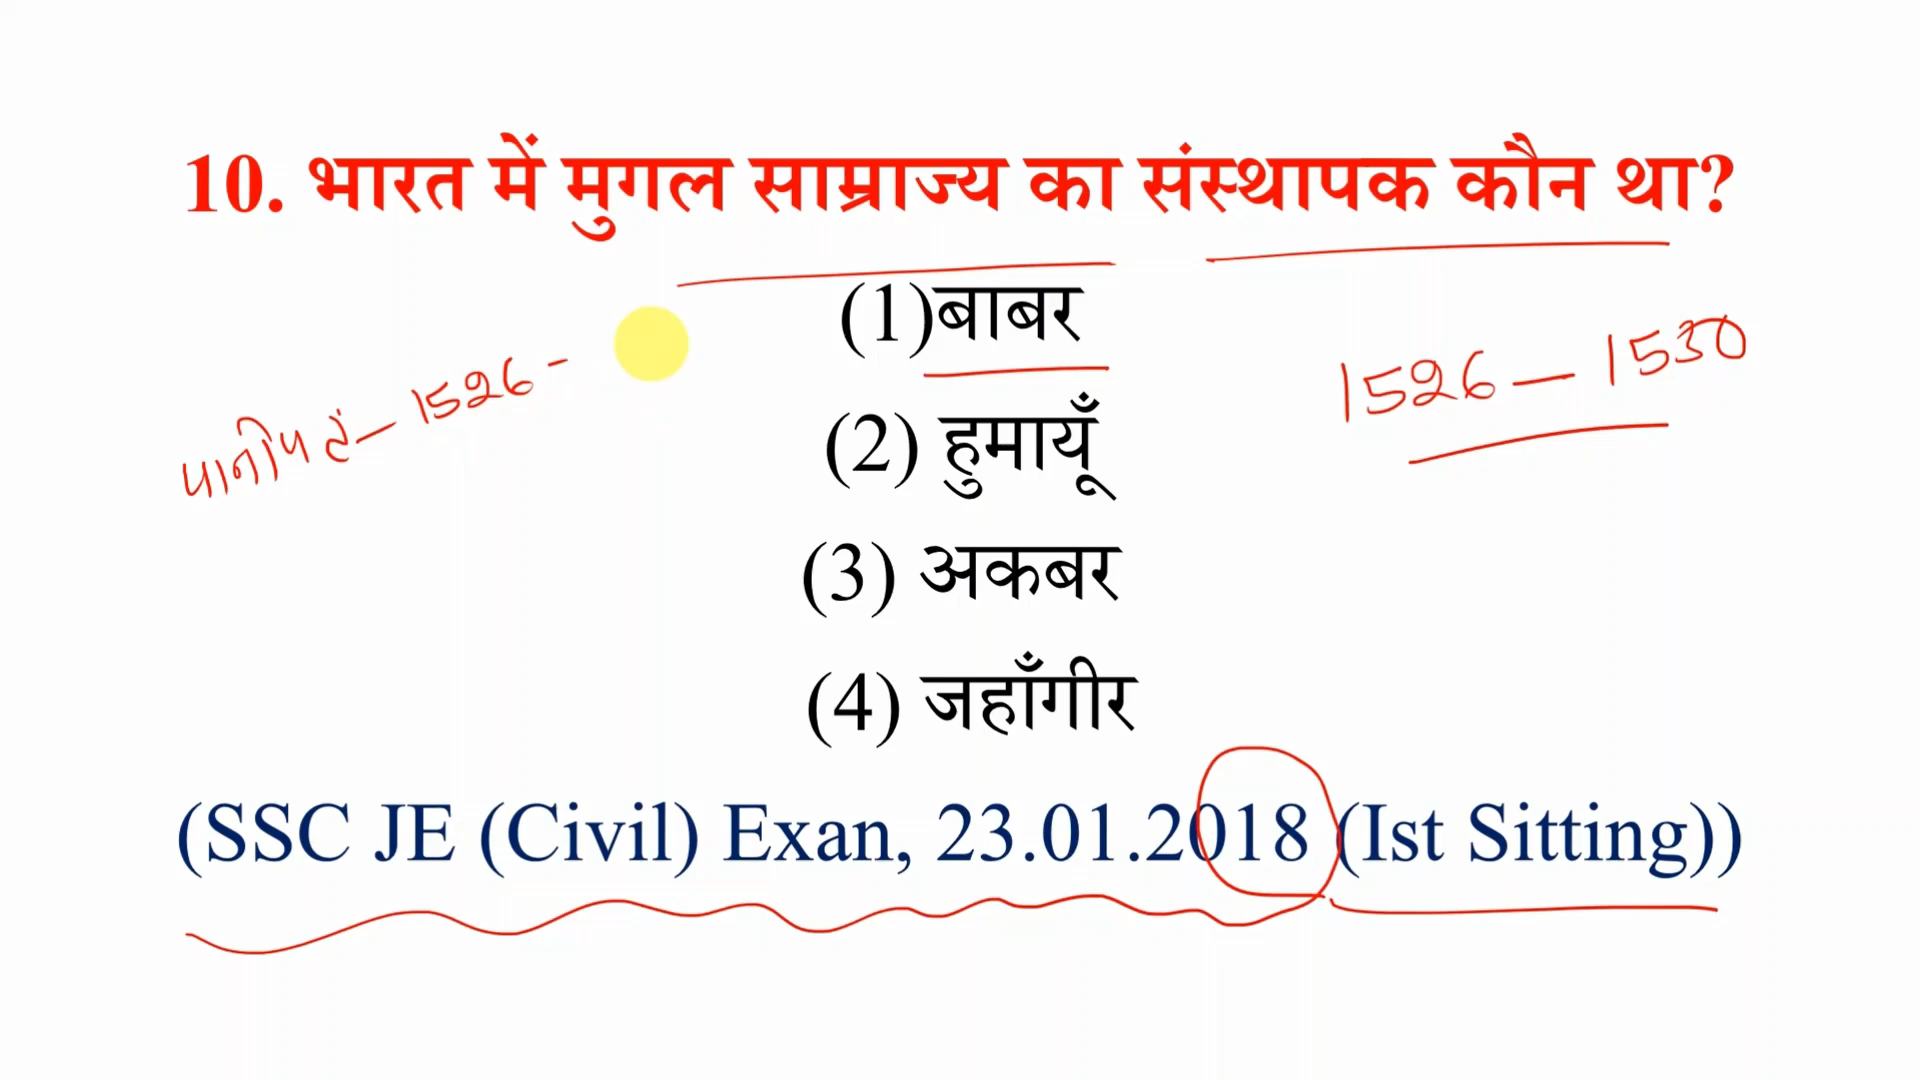 10. भारत में मुगल साम्राज्य का संस्थापक कौन था?
(1)बाबर
1526 – 1530
1526 -
(2) हुमायूँ
(3) अकबर
(4) जहाँगीर
(SSC JE (Civil) Exan, 23.01.2018 (Ist Sitting))